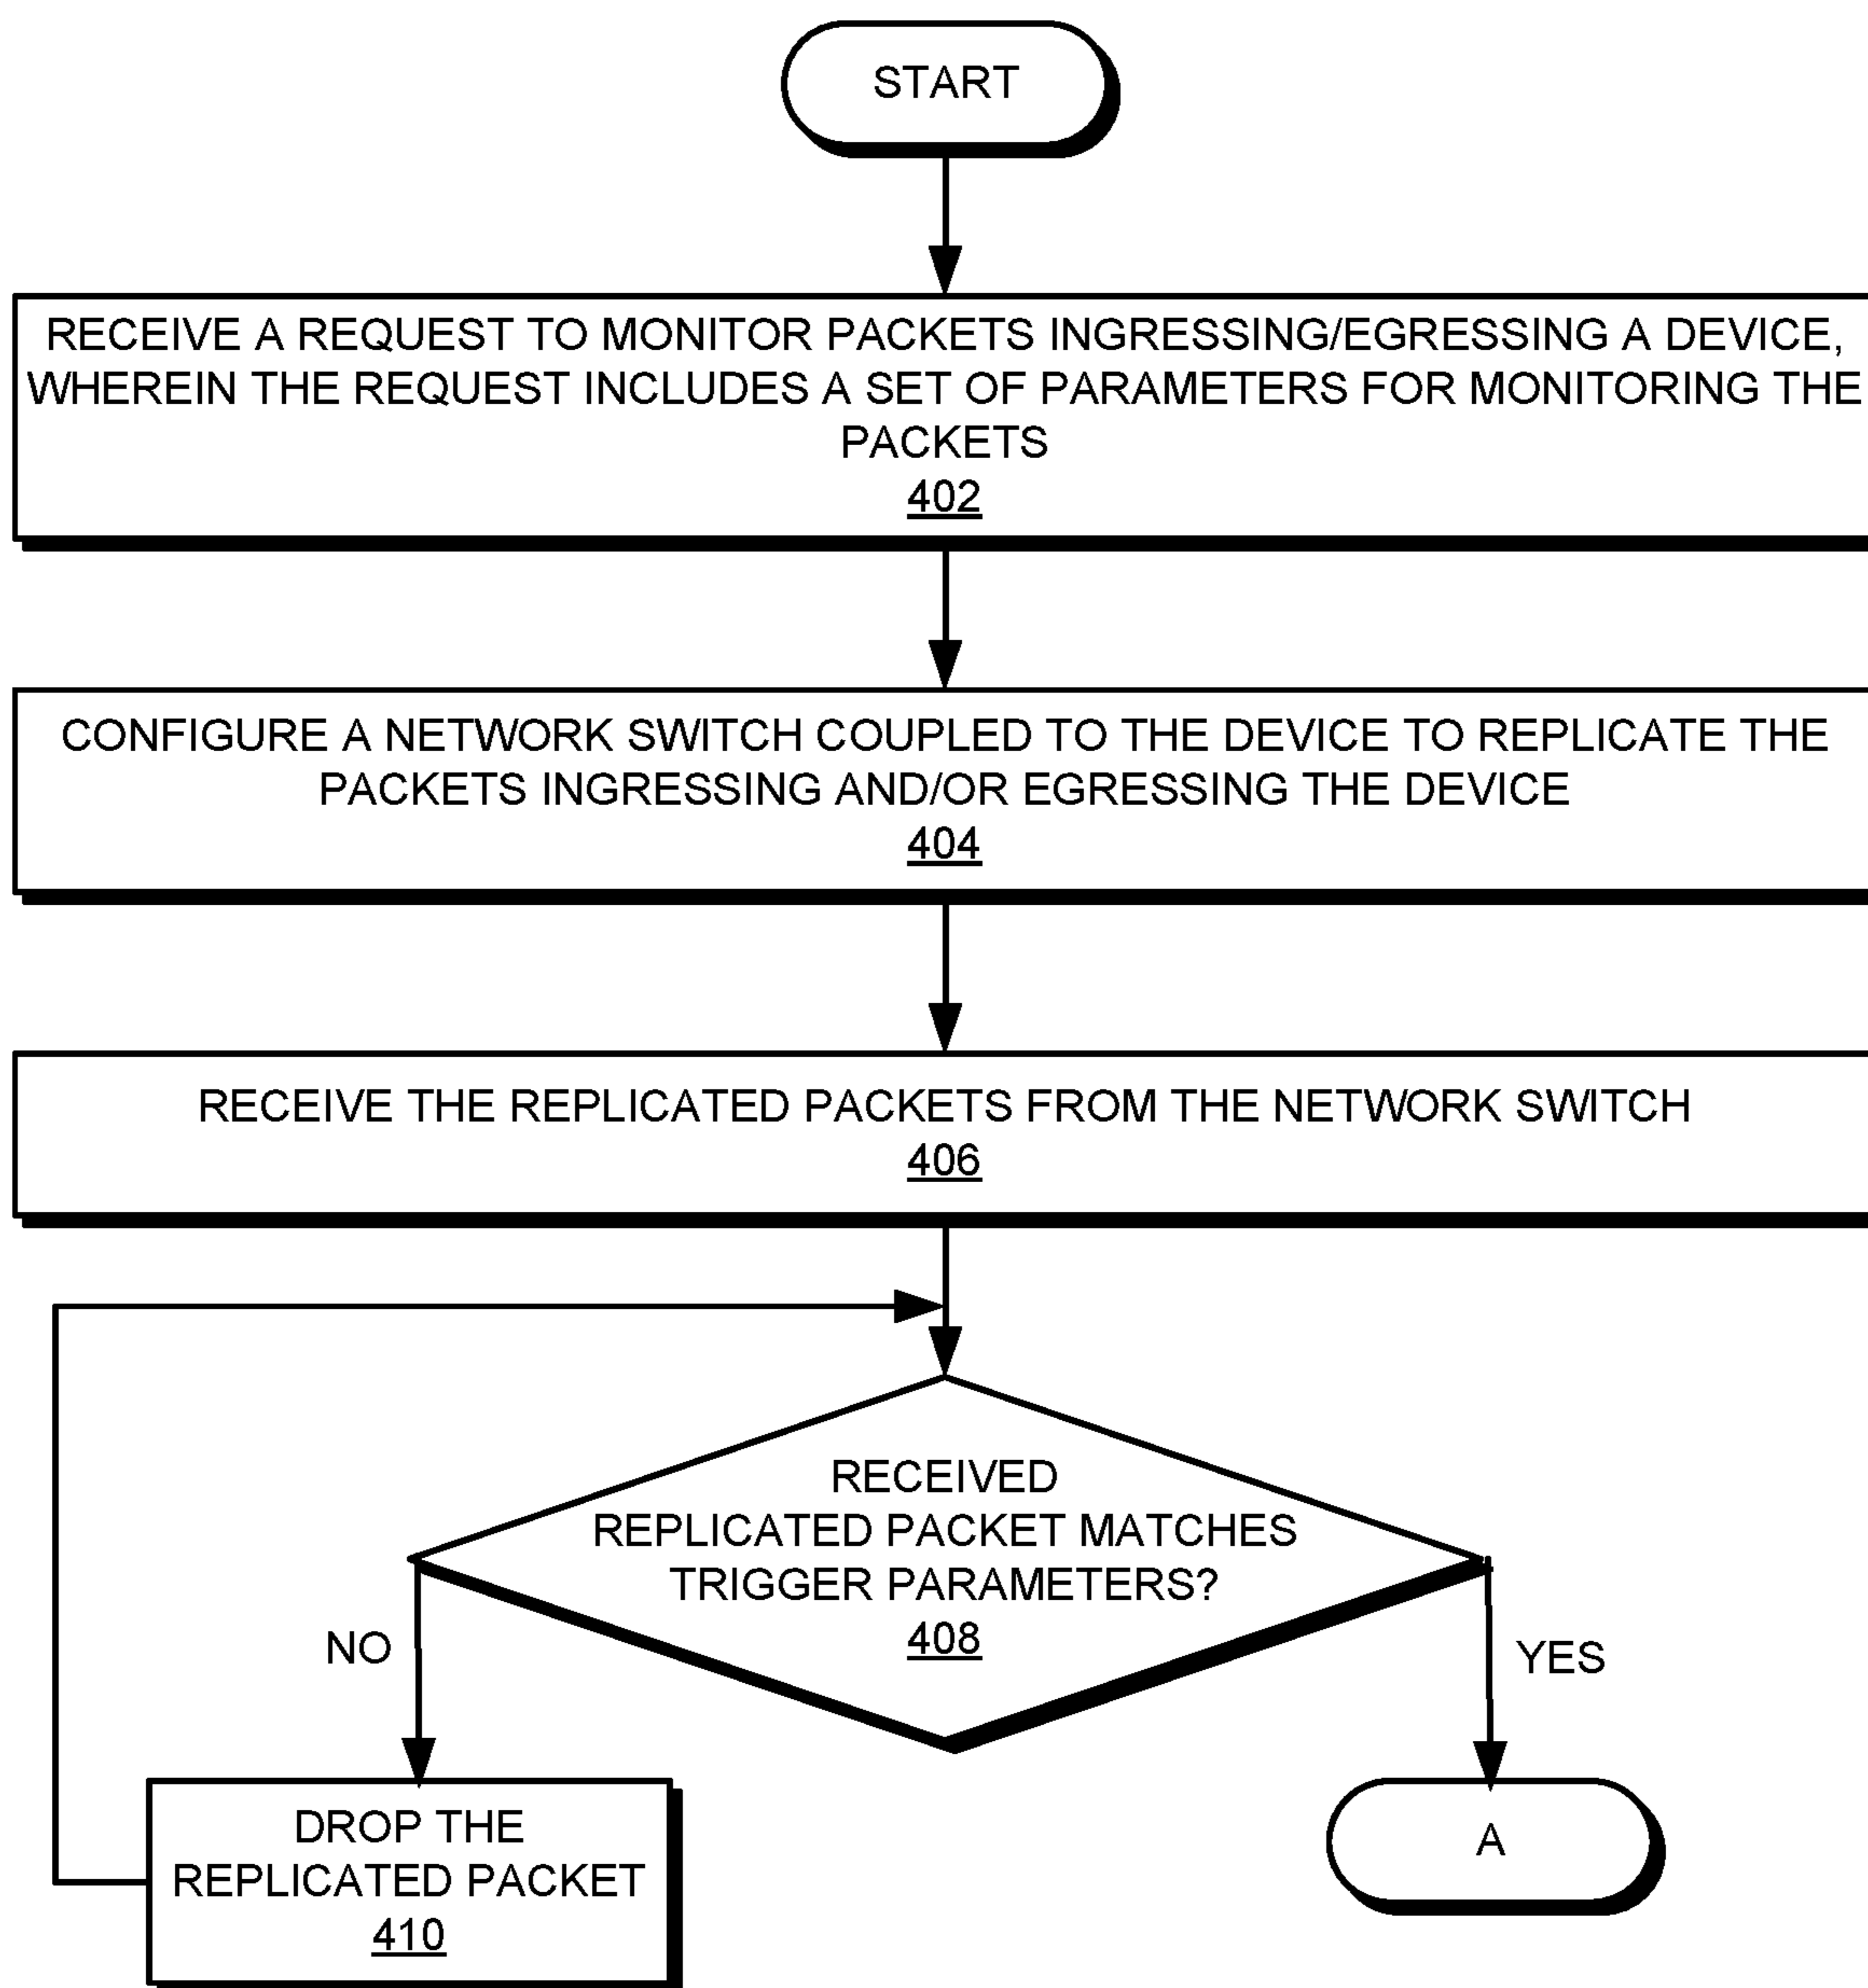 START
RECEIVE A REQUEST TO MONITOR PACKETS INGRESSING/EGRESSING A DEVICE,
WHEREIN THE REQUEST INCLUDES A SET OF PARAMETERS FOR MONITORING THE
PACKETS
402
CONFIGURE A NETWORK SWITCH COUPLED TO THE DEVICE TO REPLICATE THE
PACKETS INGRESSING AND/OR EGRESSING THE DEVICE
404
RECEIVE THE REPLICATED PACKETS FROM THE NETWORK SWITCH
406
RECEIVED
REPLICATED PACKET MATCHES
TRIGGER PARAMETERS?
408
NO
YES
DROP THE
REPLICATED PACKET
410
A